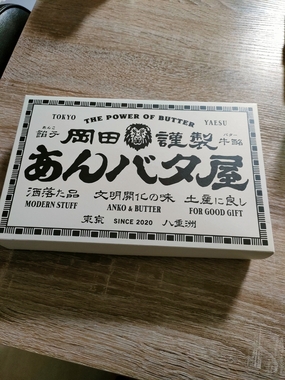 THE POWER OF BUTTER
TOKYO
YAESU
あんこ
餡子
岡田謹製
バター
牛酪
あんバタ屋
洒落た品 文明開化の味 土産に良し
MODERN STUFF ANKO & BUTTER FOR GOOD GIFT
東京 SINCE 2020 八重洲